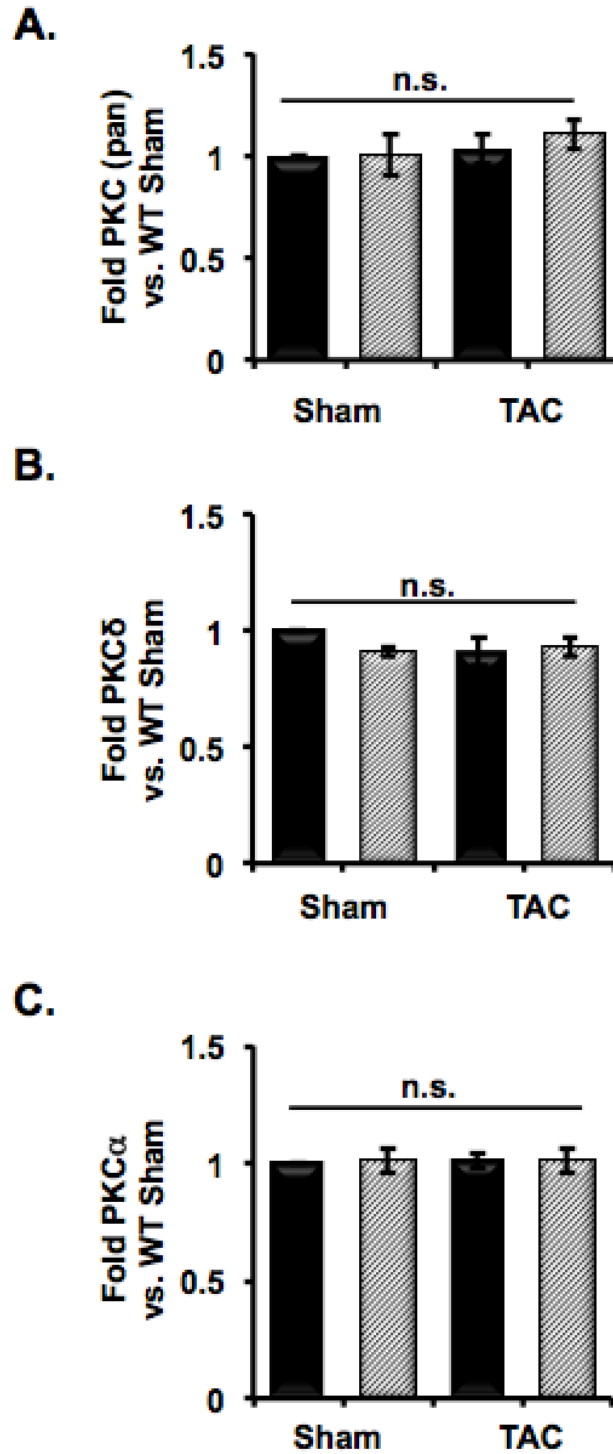 A.
Fold PKC (pan)
vs. WT Sham
1.5
1
0.5
0
n.s.
Sham TAC
B.
Fold PKCδ
vs. WT Sham
1.5
1
0.5
0
n.s.
Sham TAC
C.
Fold PKCα
vs. WT Sham
1.5
1
0.5
0
n.s.
Sham TAC